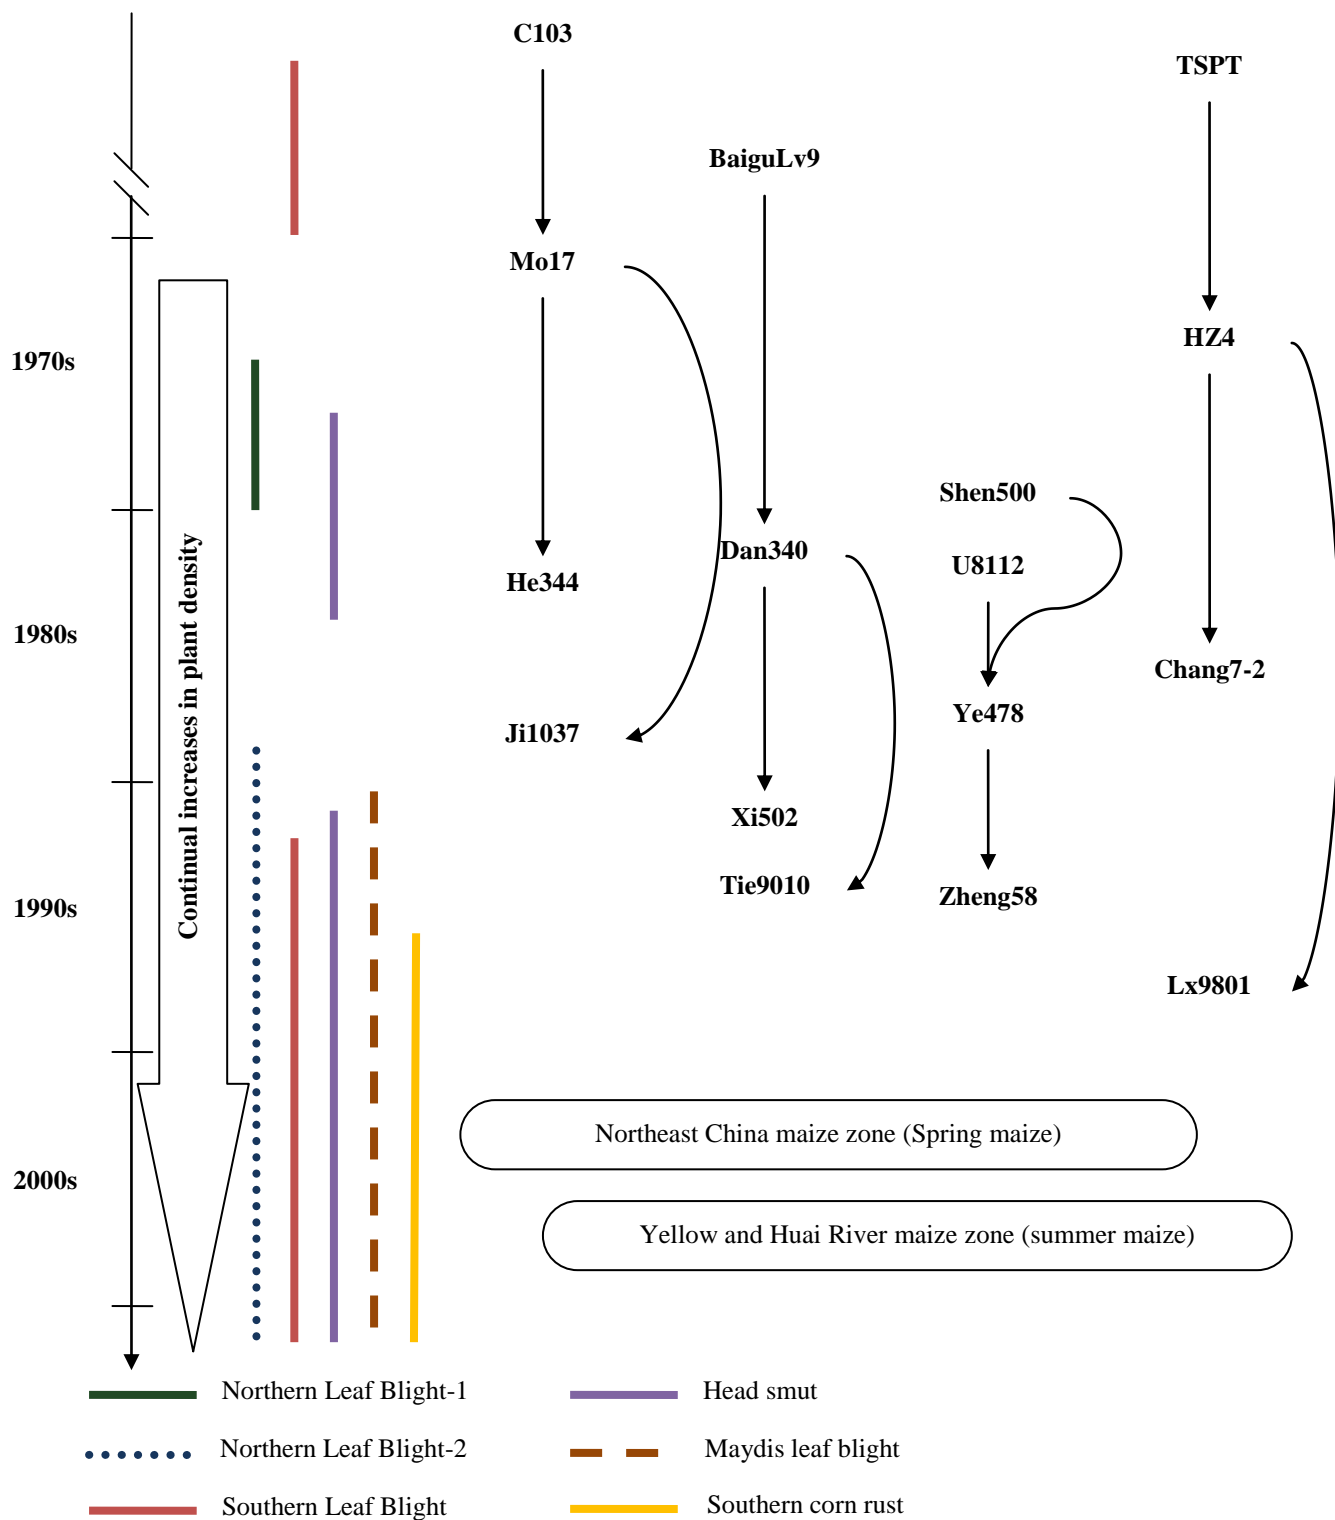 C103
TSPT
BaiguLv9
Mo17
HZ4
1970s
Shen500
Dan340
U8112
He344
1980s
Chang7-2
Ye478
Ji1037
Continual increases in plant density
Xi502
Tie9010
Zheng58
1990s
Lx9801
Northeast China maize zone (Spring maize)
2000s
Yellow and Huai River maize zone (summer maize)
Northern Leaf Blight-1
Head smut
Northern Leaf Blight-2
Maydis leaf blight
Southern Leaf Blight
Southern corn rust